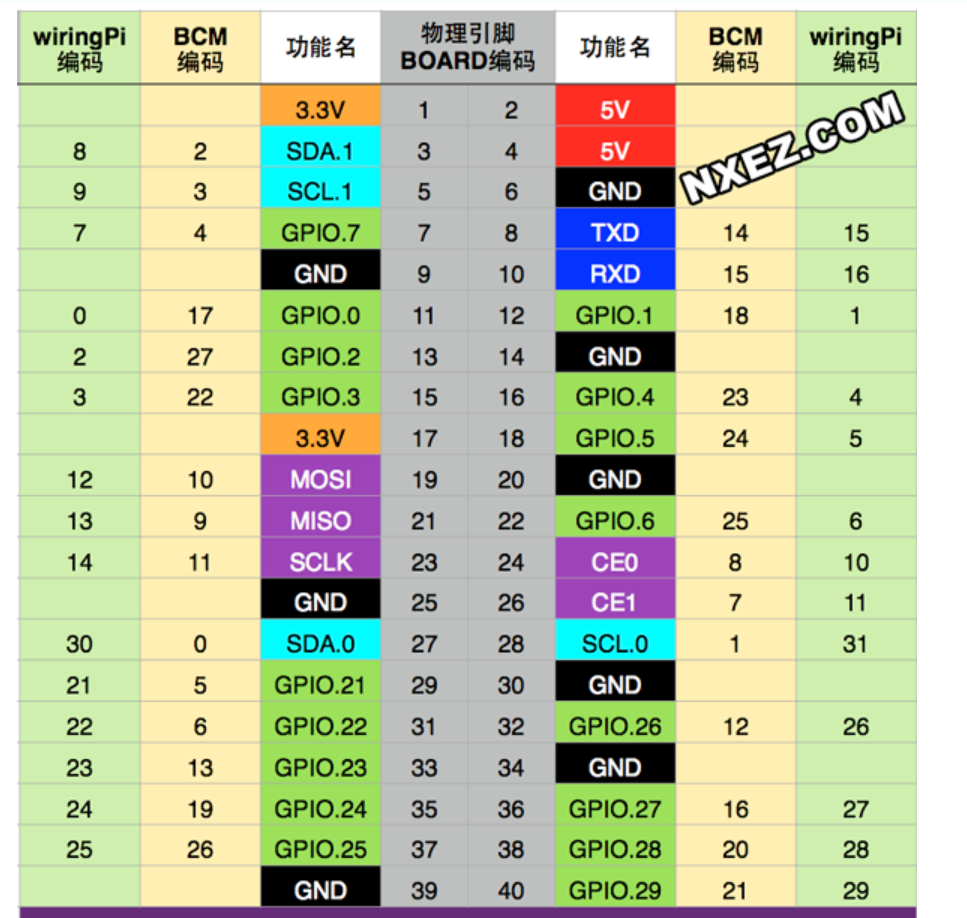 wiringPi 编码 BCM 编码 功能名 物理引脚 BOARD编码 功能名 BCM 编码 wiringPi 编码
3.3V 1 2 5V
8 2 SDA.1 3 4 5V
9 3 SCL.1 5 6 GND
NXEZ.COM
7 4 GPIO.7 7 8 TXD 14 15
GND 9 10 RXD 15 16
0 17 GPIO.0 11 12 GPIO.1 18 1
2 27 GPIO.2 13 14 GND
3 22 GPIO.3 15 16 GPIO.4 23 4
3.3V 17 18 GPIO.5 24 5
12 10 MOSI 19 20 GND
13 9 MISO 21 22 GPIO.6 25 6
14 11 SCLK 23 24 CE0 8 10
GND 25 26 CE1 7 11
30 0 SDA.0 27 28 SCL.0 1 31
21 5 GPIO.21 29 30 GND
22 6 GPIO.22 31 32 GPIO.26 12 26
23 13 GPIO.23 33 34 GND
24 19 GPIO.24 35 36 GPIO.27 16 27
25 26 GPIO.25 37 38 GPIO.28 20 28
GND 39 40 GPIO.29 21 29